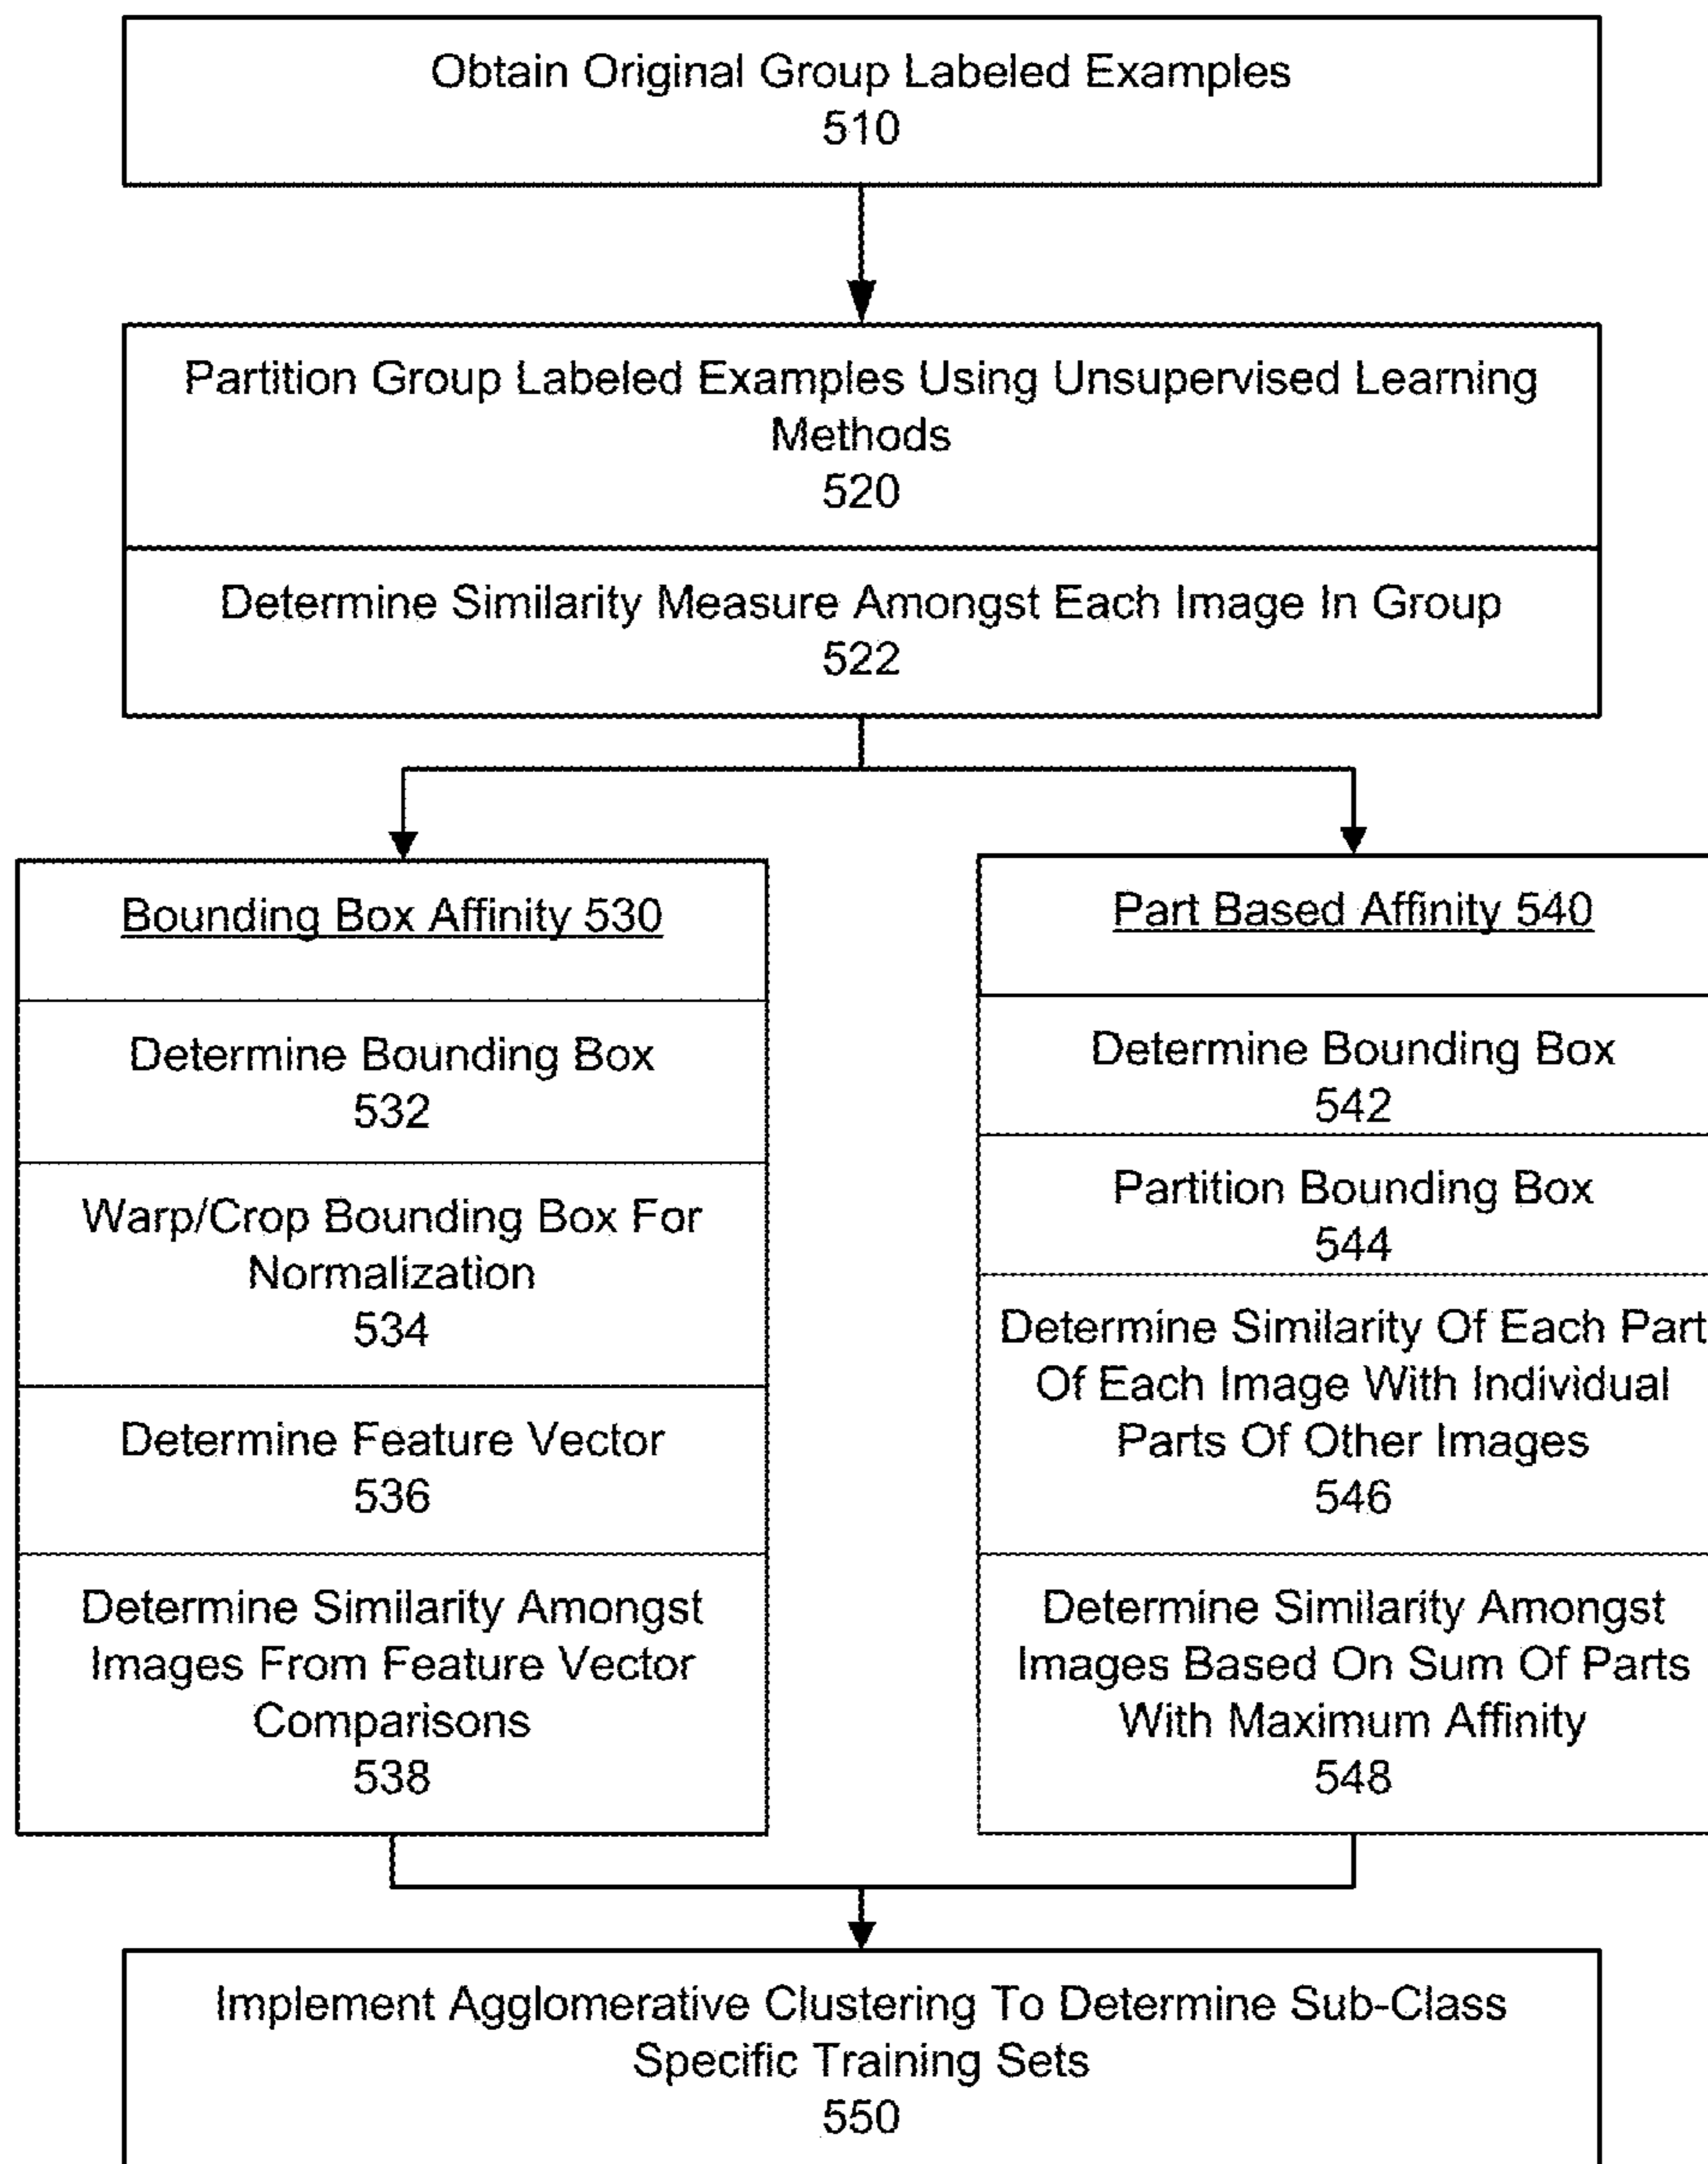 Obtain Original Group Labeled Examples
510
Partition Group Labeled Examples Using Unsupervised Learning
Methods
520
Determine Similarity Measure Amongst Each Image In Group
522
Bounding Box Affinity 530
Determine Bounding Box
532
Warp/Crop Bounding Box For
Normalization
534
Determine Feature Vector
536
Determine Similarity Amongst
Images From Feature Vector
Comparisons
538
Part Based Affinity 540
Determine Bounding Box
542
Partition Bounding Box
544
Determine Similarity Of Each Part
Of Each Image With Individual
Parts Of Other Images
546
Determine Similarity Amongst
Images Based On Sum Of Parts
With Maximum Affinity
548
Implement Agglomerative Clustering To Determine Sub-Class
Specific Training Sets
550